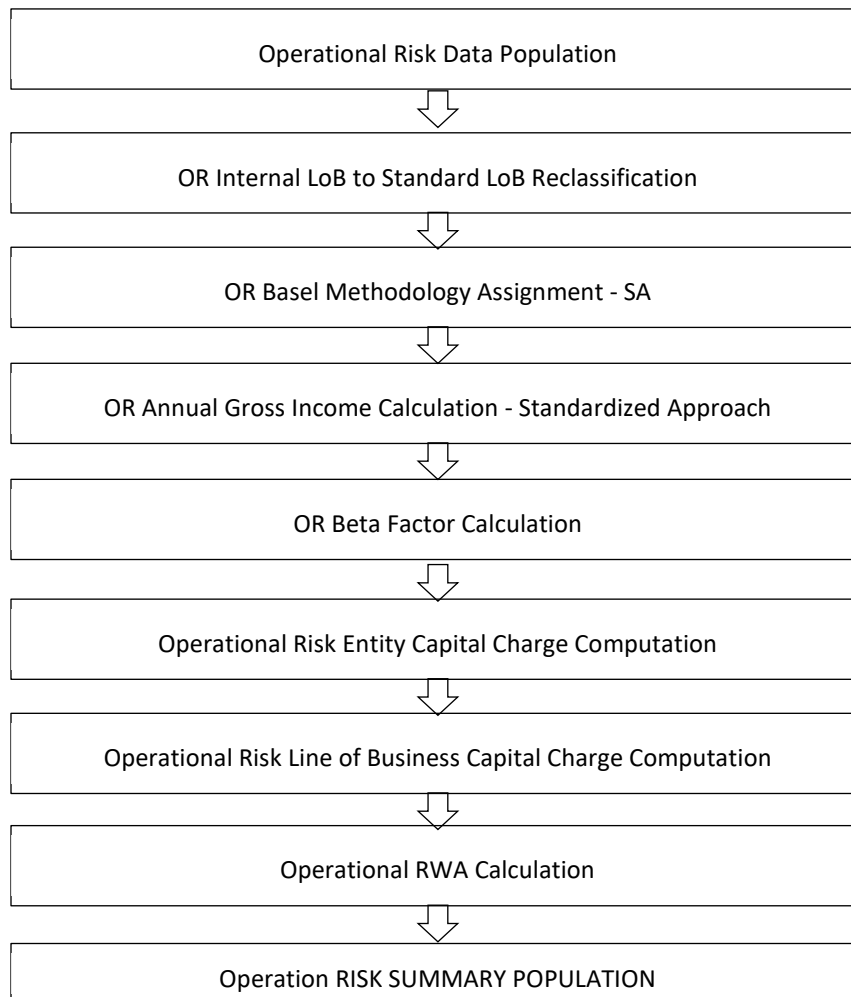 Operational Risk Data Population
OR Internal LoB to Standard LoB Reclassification
OR Basel Methodology Assignment - SA
OR Annual Gross Income Calculation - Standardized Approach
OR Beta Factor Calculation
Operational Risk Entity Capital Charge Computation
Operational Risk Line of Business Capital Charge Computation
Operational RWA Calculation
Operation RISK SUMMARY POPULATION